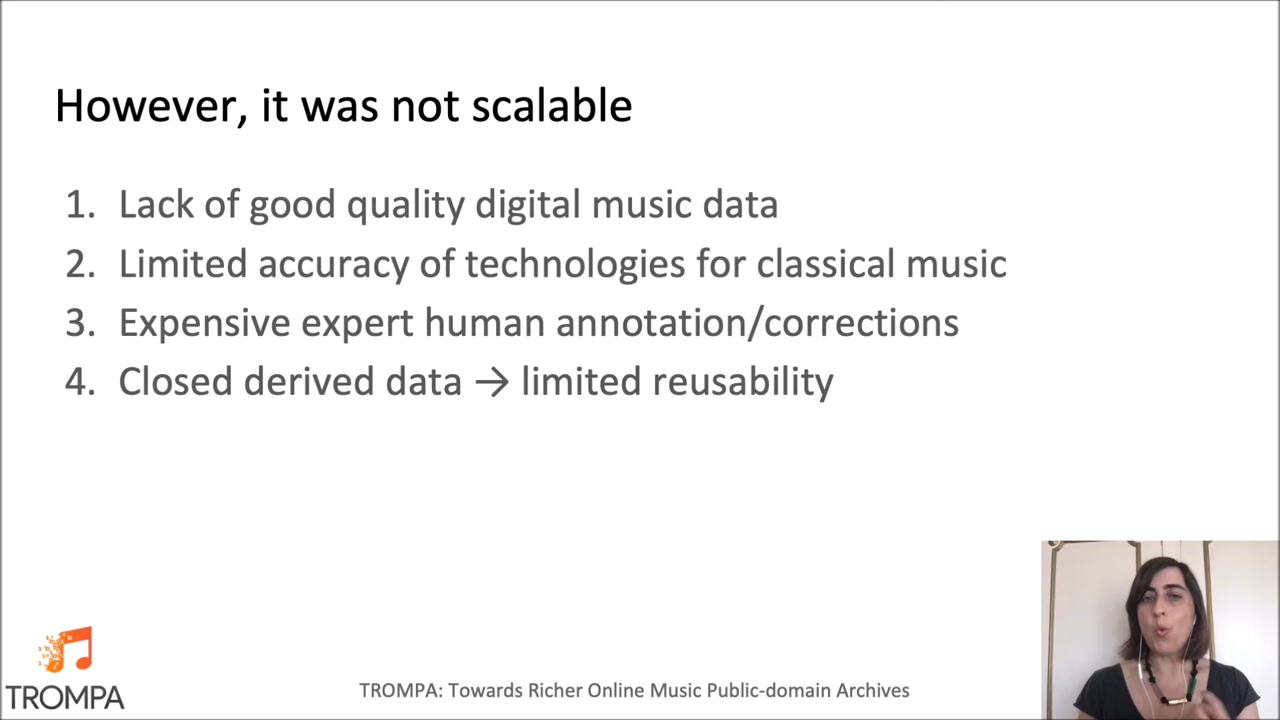 However, it was not scalable
1. Lack of good quality digital music data
2. Limited accuracy of technologies for classical music
3. Expensive expert human annotation/corrections
4. Closed derived data → limited reusability
TROMPA
TROMPA: Towards Richer Online Music Public-domain Archives